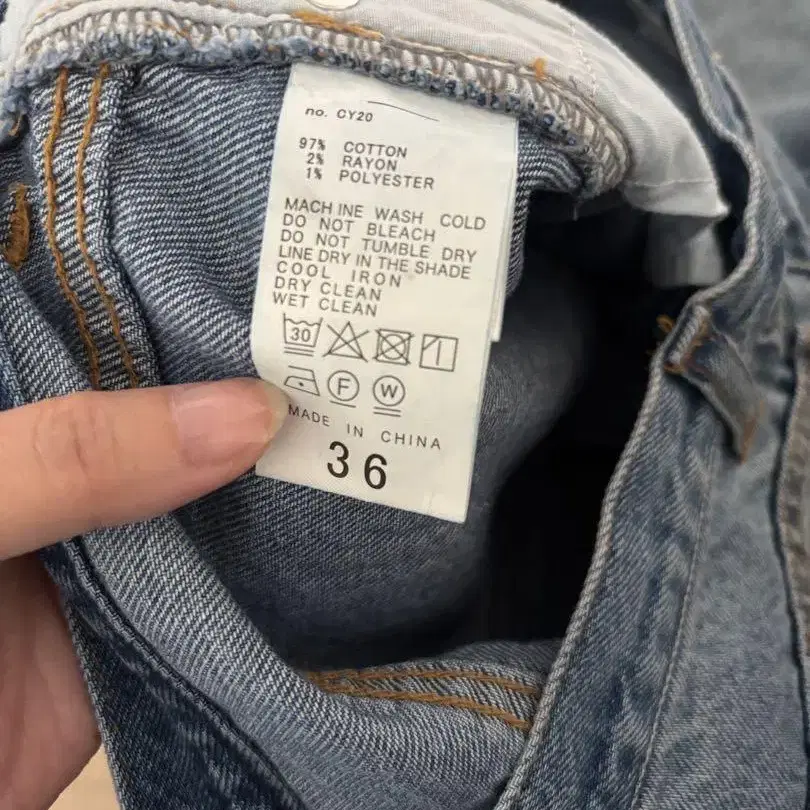 no. CY20
97% COTTON
2% RAYON
1% POLYESTER
MACHINE WASH COLD
DO NOT BLEACH
DO NOT TUMBLE DRY
LINE DRY IN THE SHADE
COOL IRON
DRY CLEAN
WET CLEAN
30
F W
MADE IN CHINA
36